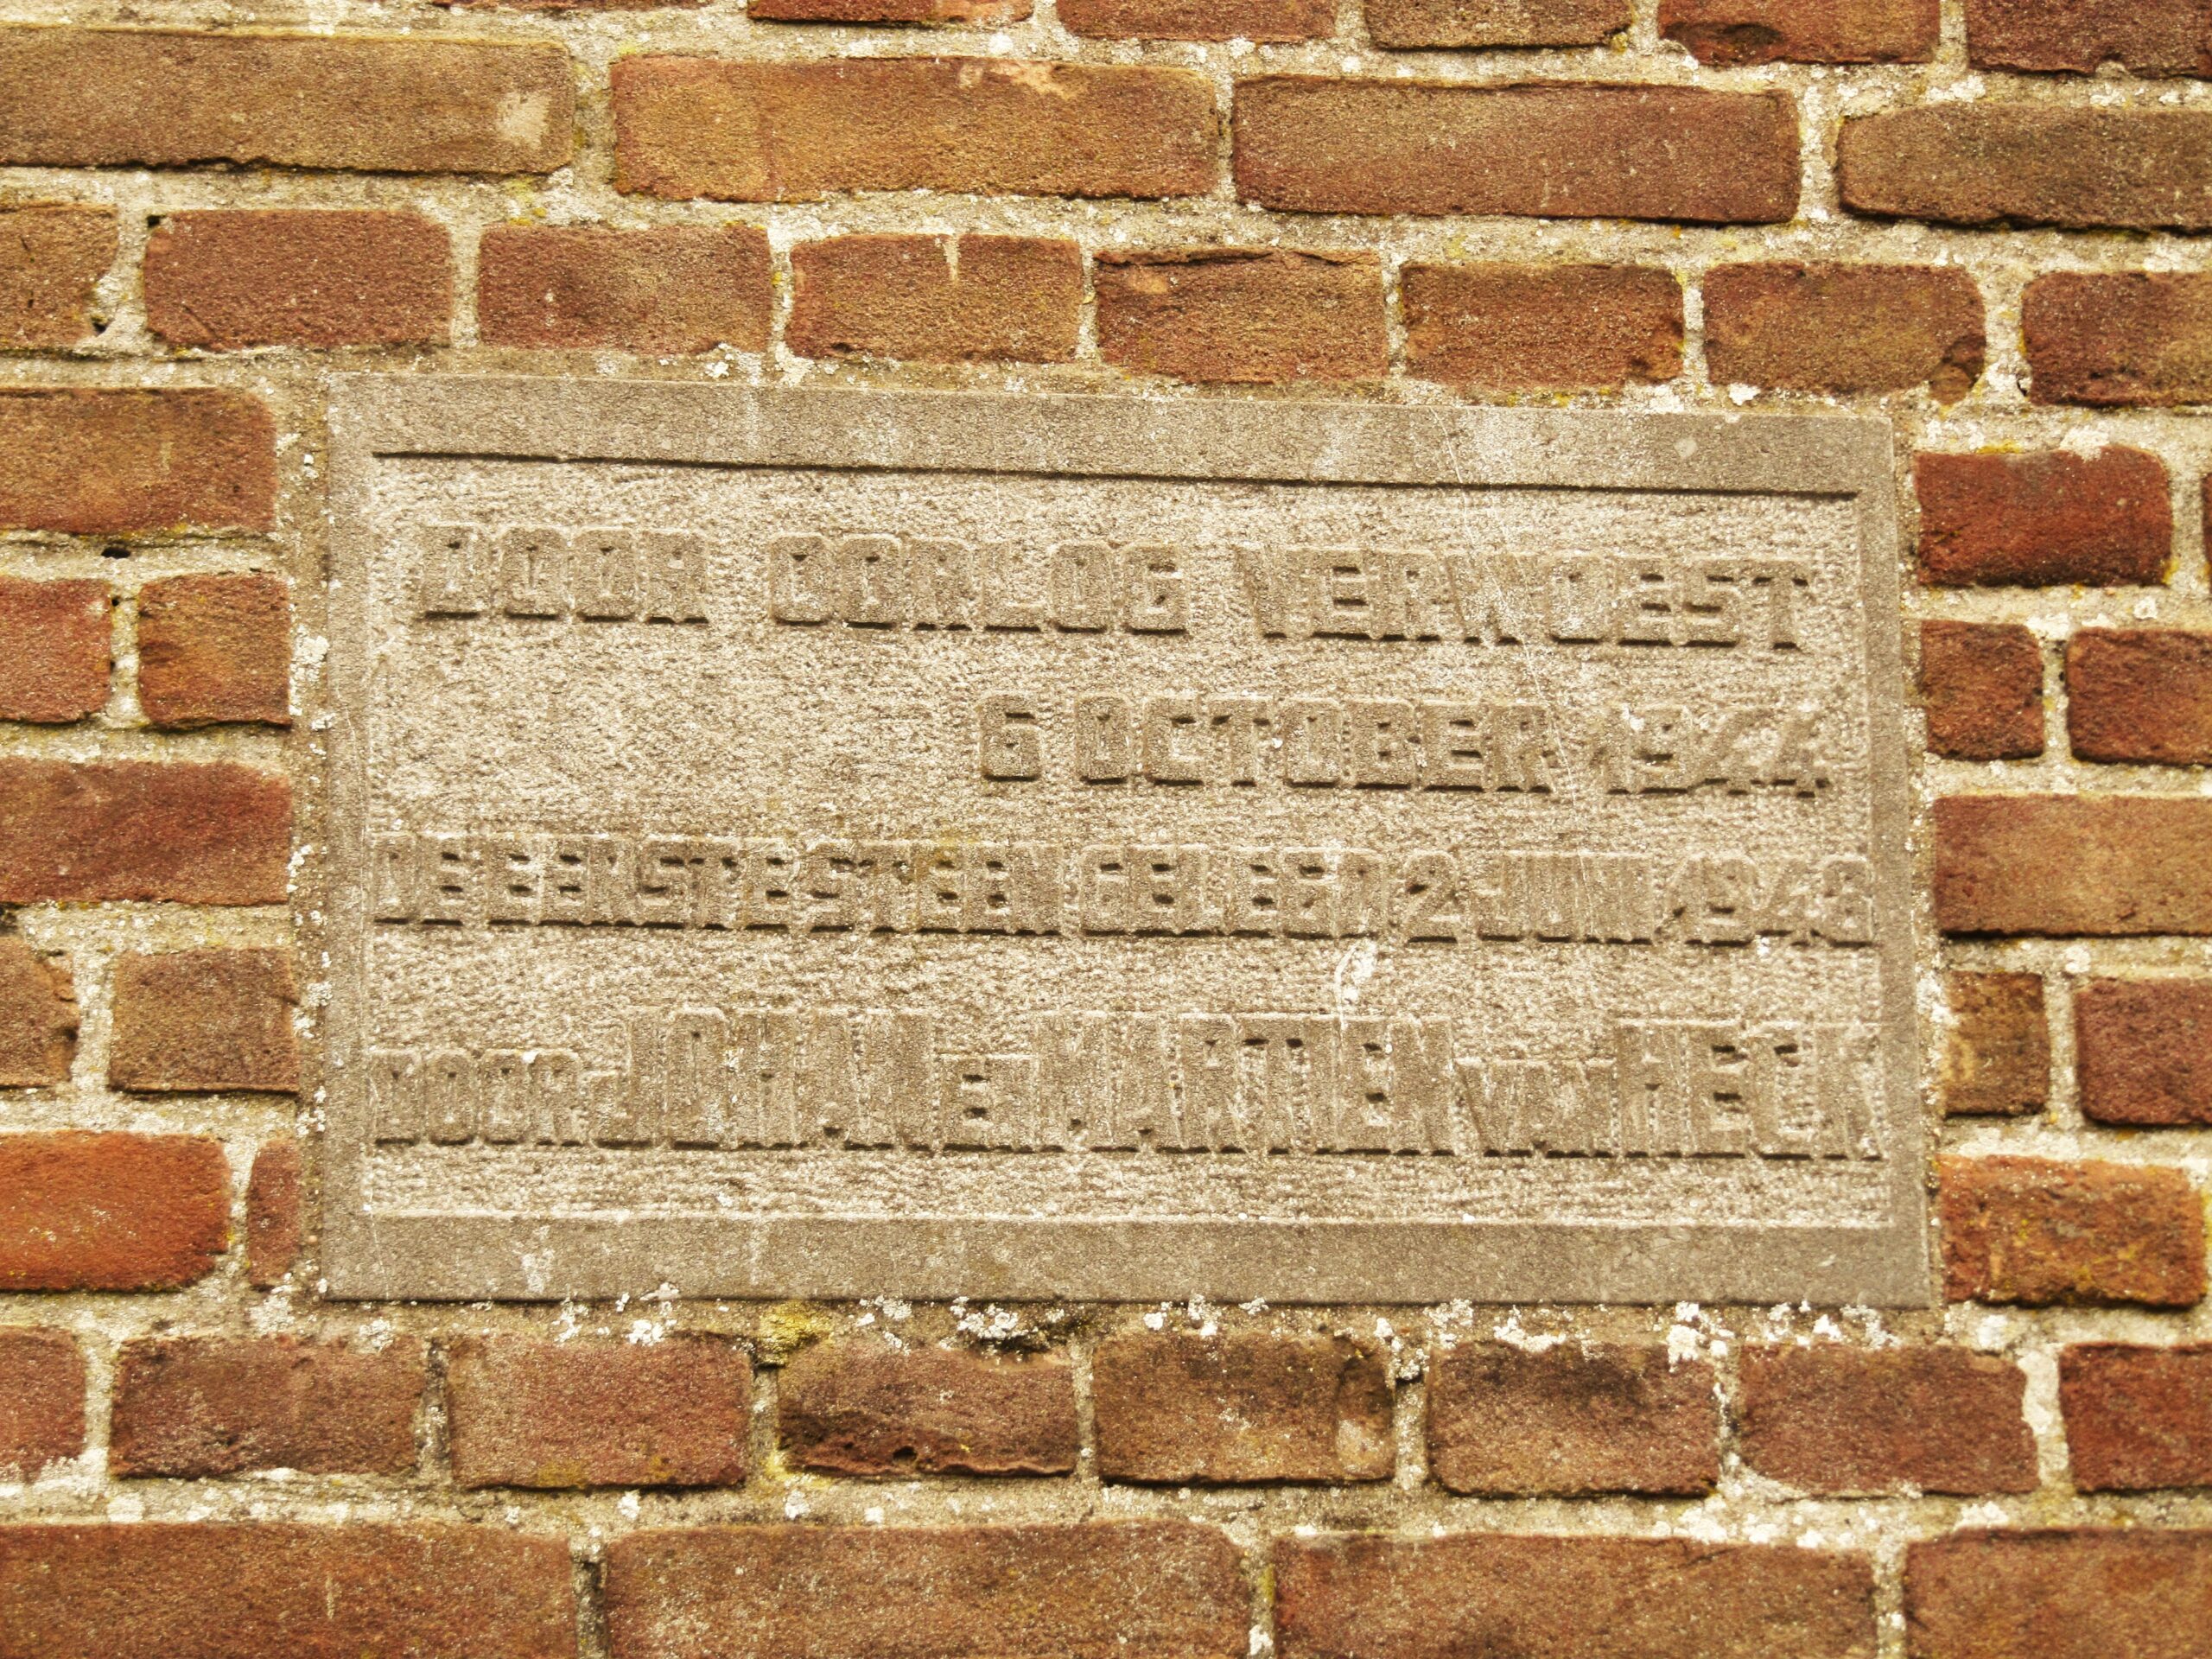 DOOR OORLOG VERWOEST
6 OCTOBER 1944.
DE EERSTE STEEN GELEGD 2 JUNI 1948
DOOR JOHAN EN MARTIEN VAN HECK